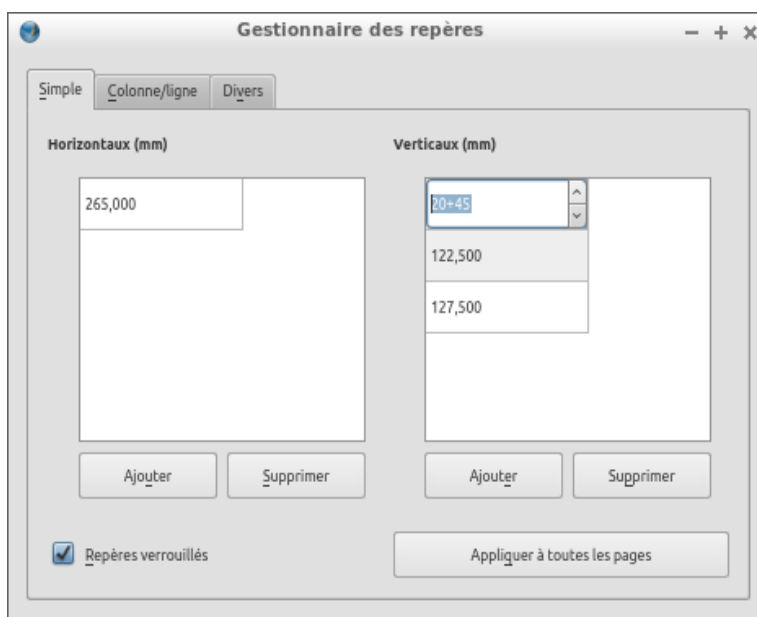 Gestionnaire des repères
Simple
Colonne/ligne
Divers
Horizontaux (mm)
Verticaux (mm)
265,000
20+45
122,500
127,500
Ajouter
Supprimer
Ajouter
Supprimer
Repères verrouillés
Appliquer à toutes les pages